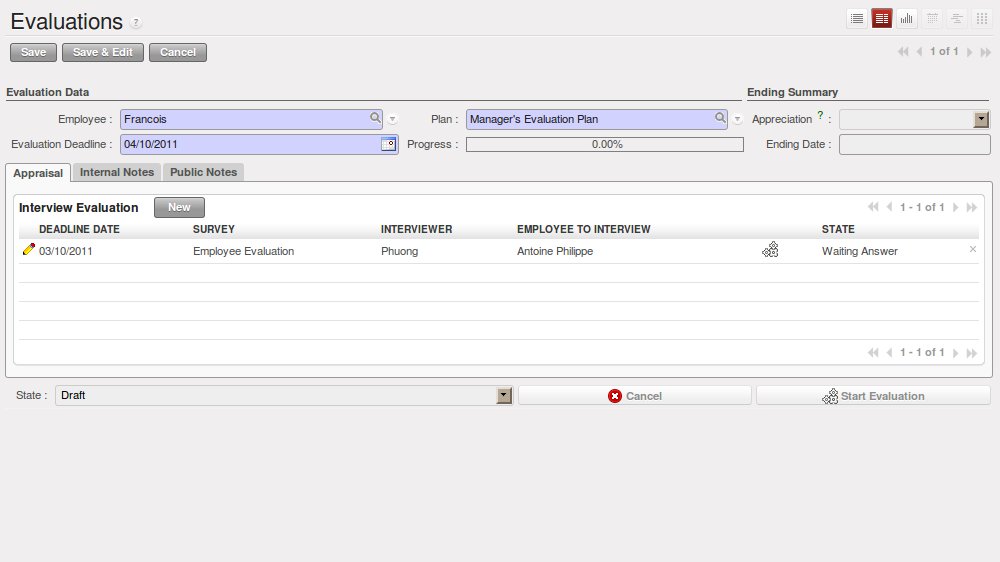 Evaluations ?
Save Save & Edit Cancel 1 of 1
Evaluation Data Ending Summary
Employee : Francois Plan : Manager's Evaluation Plan Appreciation ? :
Evaluation Deadline : 04/10/2011 Progress : 0.00% Ending Date :
Appraisal Internal Notes Public Notes
Interview Evaluation New 1 - 1 of 1
DEADLINE DATE SURVEY INTERVIEWER EMPLOYEE TO INTERVIEW STATE
03/10/2011 Employee Evaluation Phuong Antoine Philippe Waiting Answer
1 - 1 of 1
State : Draft Cancel Start Evaluation